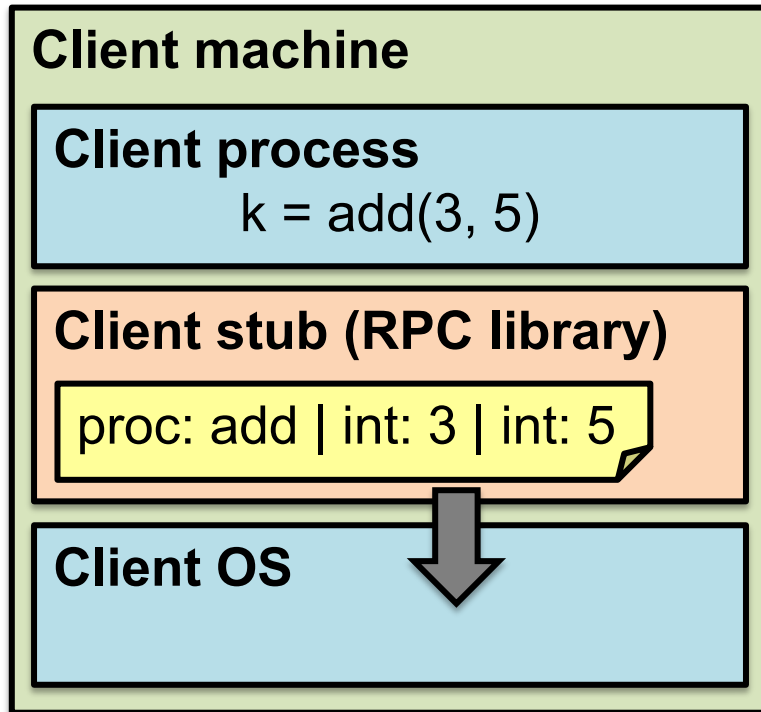 Client machine
Client process
k = add(3, 5)
Client stub (RPC library)
proc: add | int: 3 | int: 5
Client OS